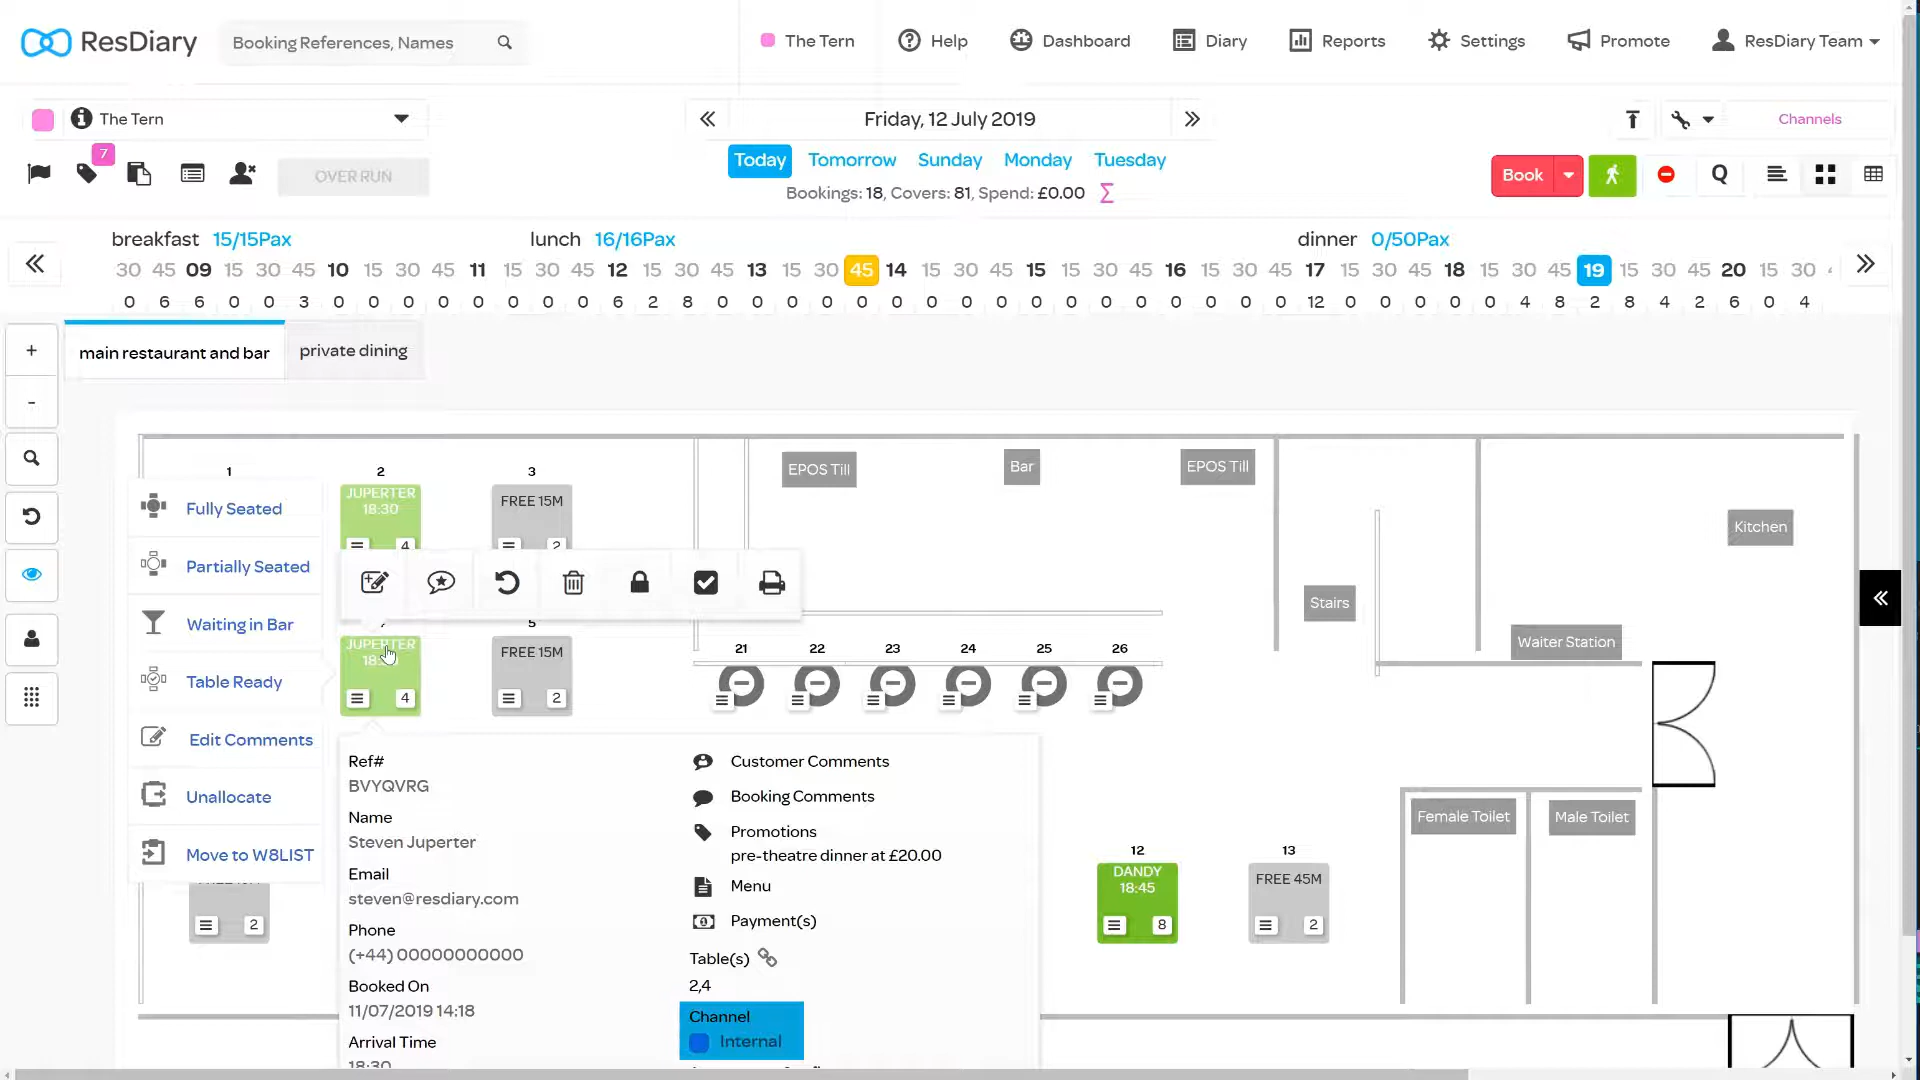 ResDiary
Booking References, Names
The Tern
Help
Dashboard
Diary
Reports
Settings
Promote
ResDiary Team
The Tern
Friday, 12 July 2019
Channels
7
OVER RUN
Today Tomorrow Sunday Monday Tuesday
Bookings: 18, Covers: 81, Spend: £0.00 Σ
Book
Q
breakfast 15/15Pax
lunch 16/16Pax
dinner 0/50Pax
30 45 09 15 30 45 10 15 30 45 11 15 30 45 12 15 30 45 13 15 30 45 14 15 30 45 15 15 30 45 16 15 30 45 17 15 30 45 18 15 30 45 19 15 30 45 20 15 30
0 6 6 0 0 3 0 0 0 0 0 0 0 0 6 2 8 0 0 0 0 0 0 0 0 0 0 0 0 0 0 0 0 0 12 0 0 0 0 0 4 8 2 8 4 2 6 0 4
+
-
main restaurant and bar
private dining
1
2
3
JUPERTER
18:30
4
FREE 15M
2
EPOS Till
Bar
EPOS Till
Kitchen
Stairs
Waiter Station
Fully Seated
Partially Seated
Waiting in Bar
Table Ready
Edit Comments
Unallocate
Move to W8LIST
5
JUPERTER
4
FREE 15M
2
21
22
23
24
25
26
2
Ref#
BVYQVRG
Name
Steven Juperter
Email
steven@resdiary.com
Phone
(+44) 00000000000
Booked On
11/07/2019 14:18
Arrival Time
18:30
Customer Comments
Booking Comments
Promotions
pre-theatre dinner at £20.00
Menu
Payment(s)
Table(s)
2,4
Channel
Internal
12
DANDY
18:45
8
13
FREE 45M
2
Female Toilet
Male Toilet